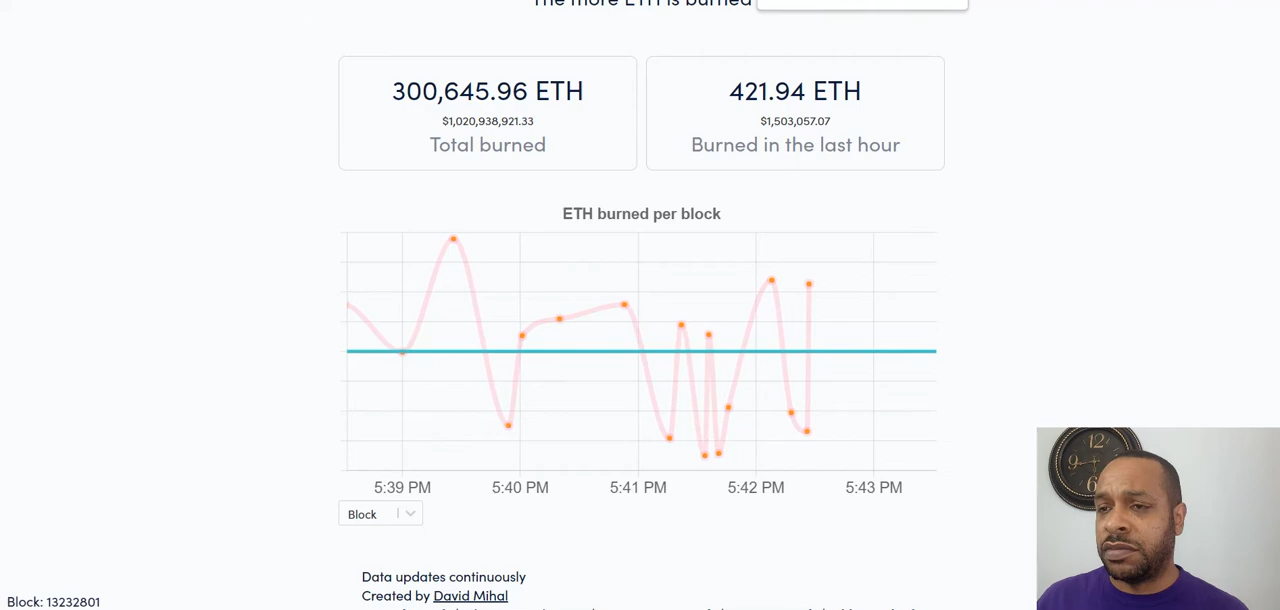 The more ETH is burned
300,645.96 ETH
$1,020,938,921.33
Total burned
421.94 ETH
$1,503,057.07
Burned in the last hour
ETH burned per block
5:39 PM 5:40 PM 5:41 PM 5:42 PM 5:43 PM
Block
12
9
6
Data updates continuously
Created by David Mihal
Block: 13232801